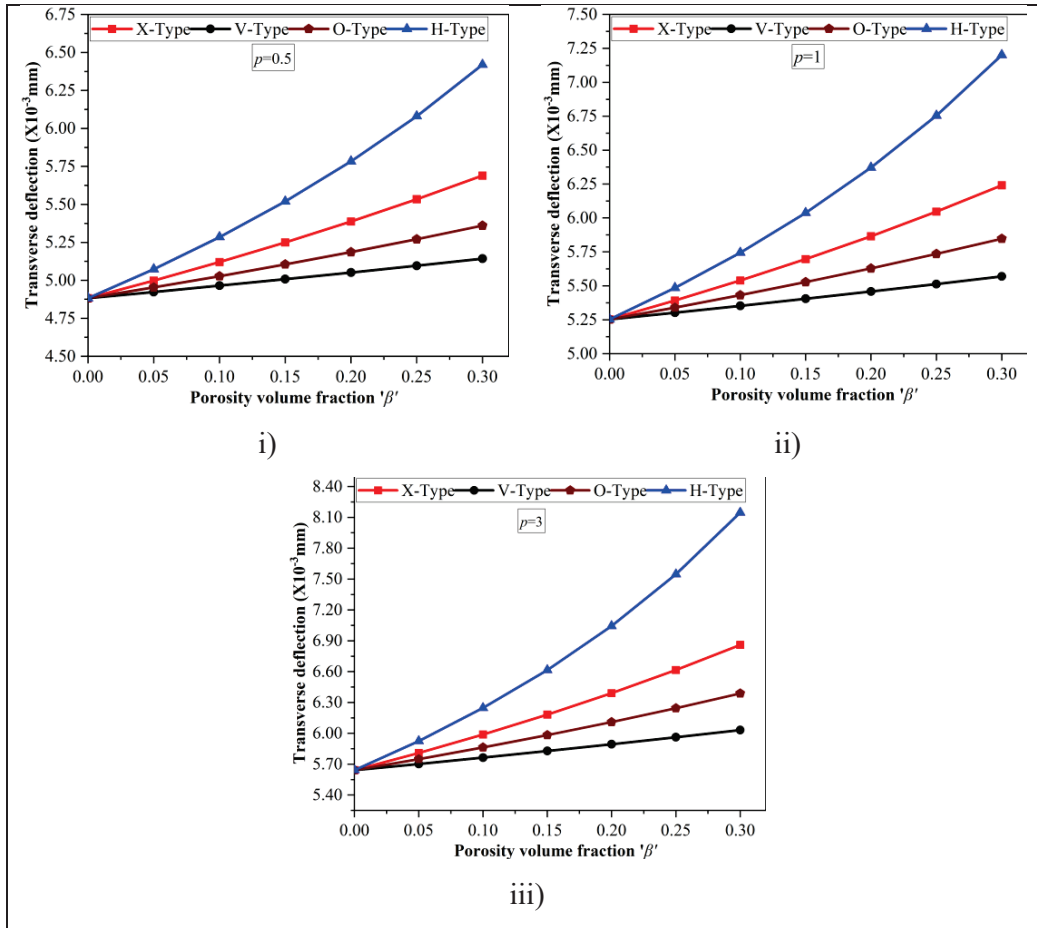 X-Type V-Type O-Type H-Type
p=0.5
Transverse deflection (X10⁻³mm)
6.75
6.50
6.25
6.00
5.75
5.50
5.25
5.00
4.75
4.50
0.00 0.05 0.10 0.15 0.20 0.25 0.30
Porosity volume fraction 'β'
i)
X-Type V-Type O-Type H-Type
p=1
Transverse deflection (X10⁻³mm)
7.50
7.25
7.00
6.75
6.50
6.25
6.00
5.75
5.50
5.25
5.00
0.00 0.05 0.10 0.15 0.20 0.25 0.30
Porosity volume fraction 'β'
ii)
X-Type V-Type O-Type H-Type
p=3
Transverse deflection (X10⁻³mm)
8.40
8.10
7.80
7.50
7.20
6.90
6.60
6.30
6.00
5.70
5.40
0.00 0.05 0.10 0.15 0.20 0.25 0.30
Porosity volume fraction 'β'
iii)